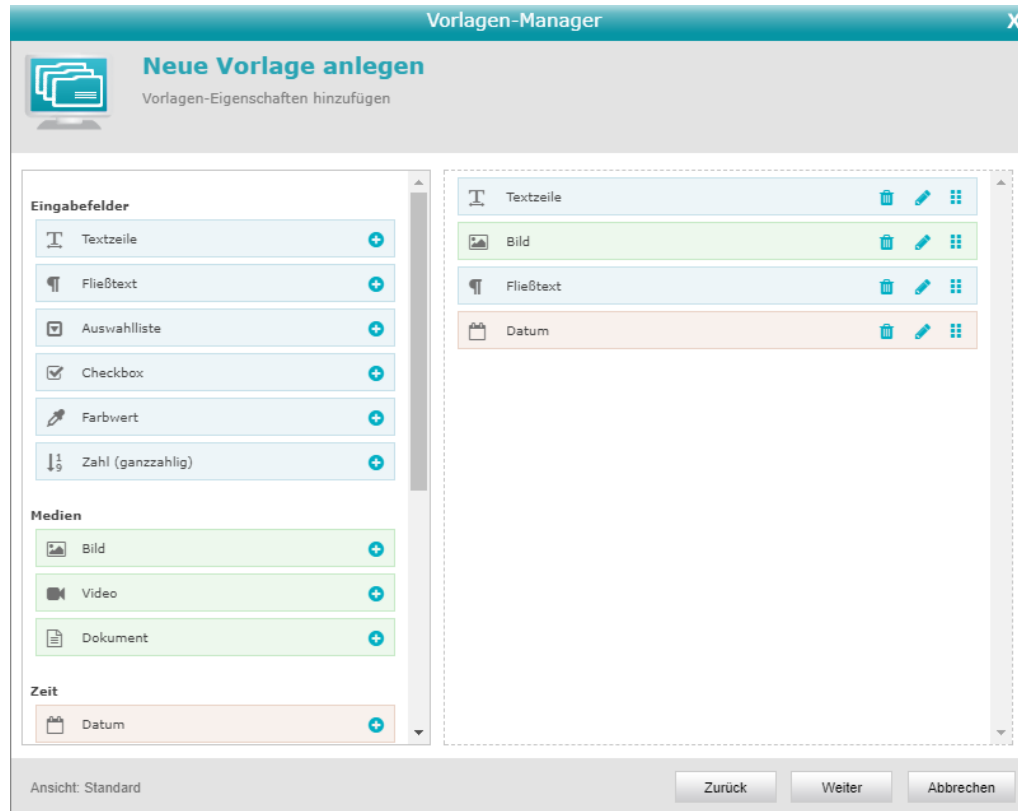 Vorlagen-Manager
X
Neue Vorlage anlegen
Vorlagen-Eigenschaften hinzufügen
Eingabefelder
Textzeile
Fließtext
Auswahlliste
Checkbox
Farbwert
Zahl (ganzzahlig)
Medien
Bild
Video
Dokument
Zeit
Datum
Textzeile
Bild
Fließtext
Datum
Ansicht: Standard
Zurück
Weiter
Abbrechen